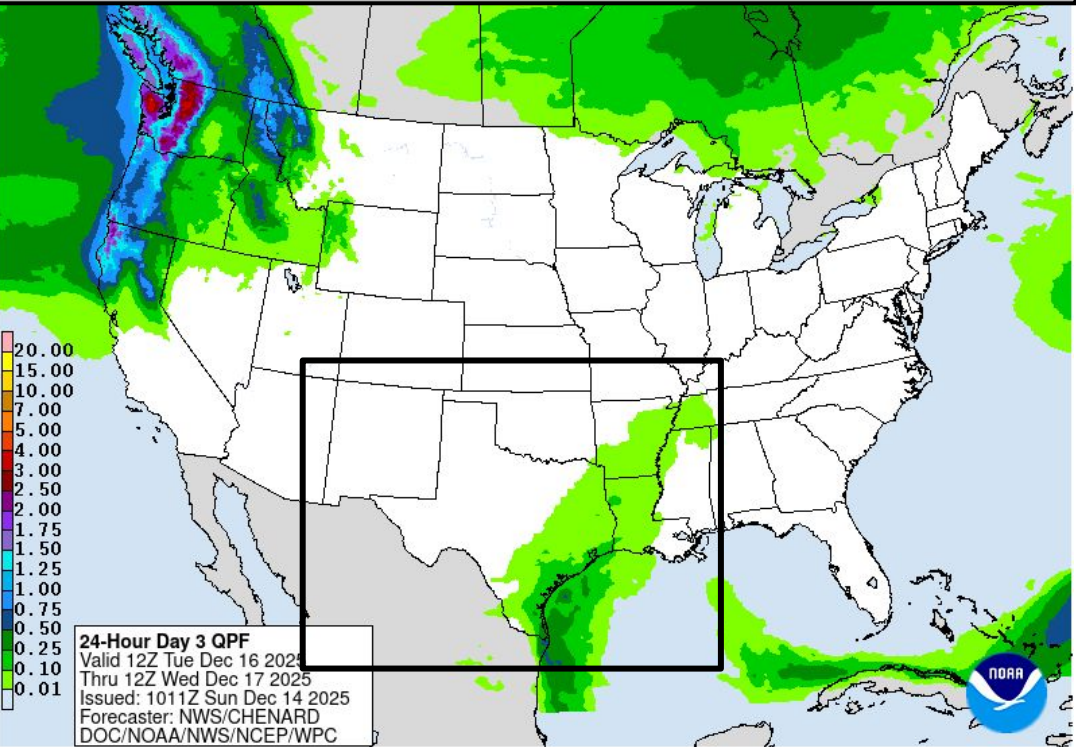 20.00
15.00
10.00
7.00
5.00
4.00
3.00
2.50
2.00
1.75
1.50
1.25
1.00
0.75
0.50
0.25
0.10
0.01
24-Hour Day 3 QPF
Valid 12Z Tue Dec 16 2025
Thru 12Z Wed Dec 17 2025
Issued: 1011Z Sun Dec 14 2025
Forecaster: NWS/CHENARD
DOC/NOAA/NWS/NCEP/WPC
NOAA